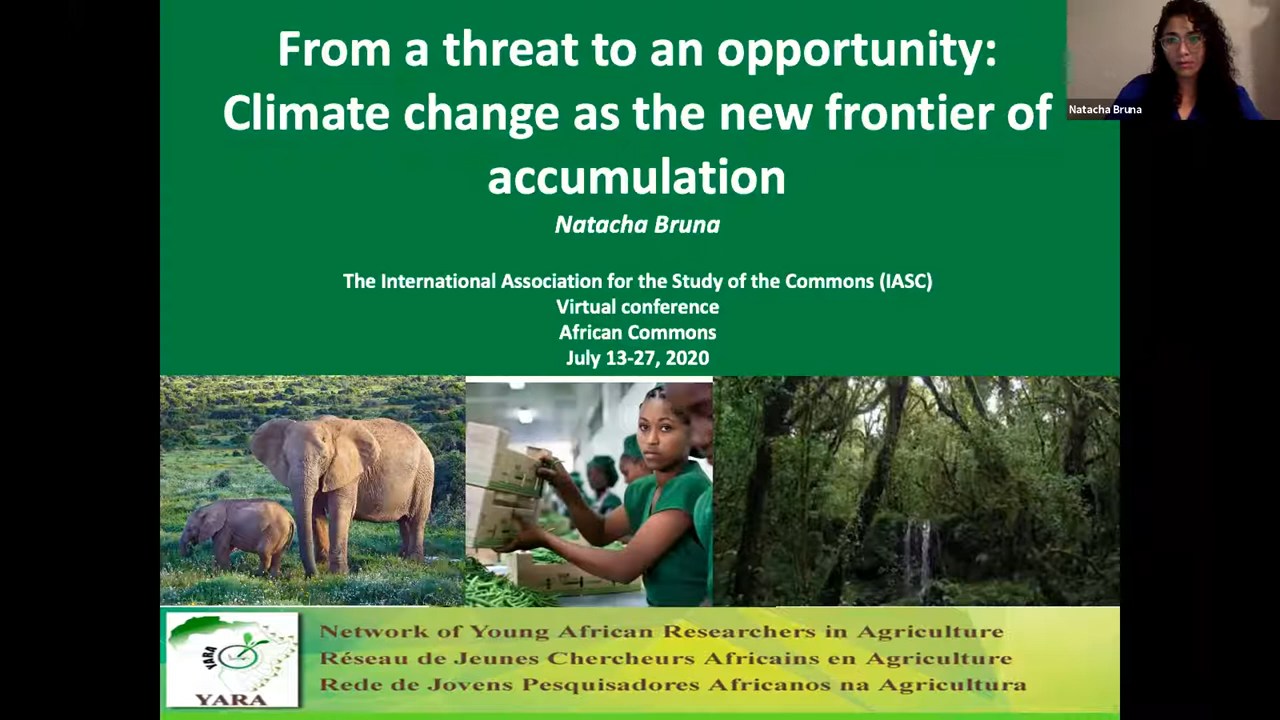 From a threat to an opportunity:
Climate change as the new frontier of
accumulation
Natacha Bruna
The International Association for the Study of the Commons (IASC)
Virtual conference
African Commons
July 13-27, 2020
Natacha Bruna
YARA
YARA
Network of Young African Researchers in Agriculture
Réseau de Jeunes Chercheurs Africains en Agriculture
Rede de Jovens Pesquisadores Africanos na Agricultura